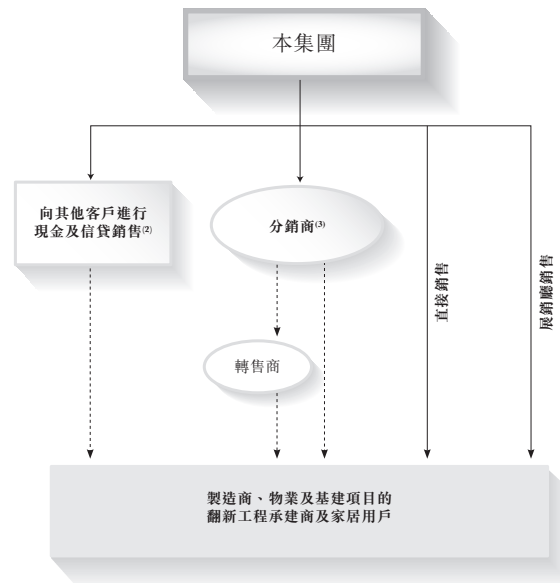 本集團
向其他客戶進行
現金及信貸銷售(2)
分銷商(3)
直接銷售
展銷廳銷售
轉售商
製造商、物業及基建項目的
翻新工程承建商及家居用戶